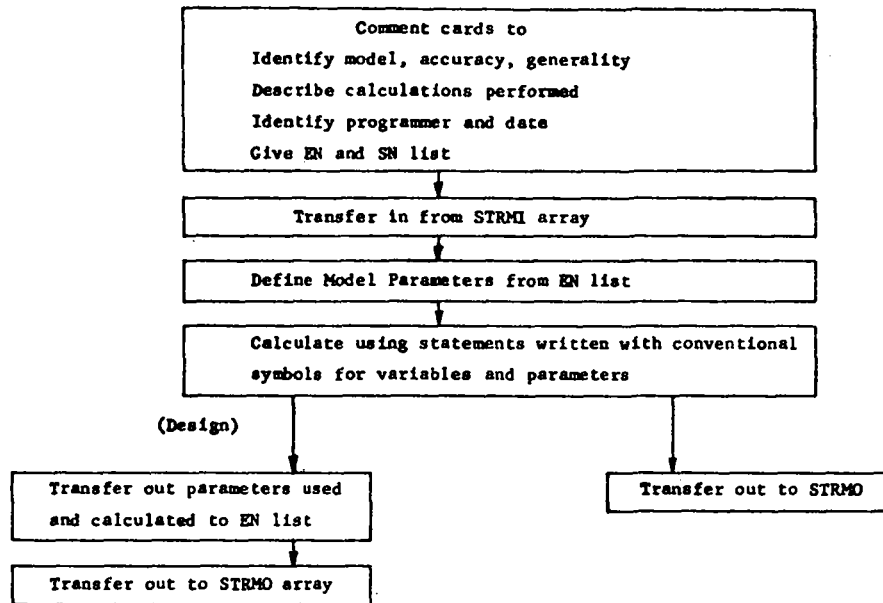 Comment cards to
Identify model, accuracy, generality
Describe calculations performed
Identify programmer and date
Give EN and SN list
Transfer in from STRMI array
Define Model Parameters from EN list
Calculate using statements written with conventional
symbols for variables and parameters
(Design)
Transfer out parameters used
and calculated to EN list
Transfer out to STRMO
Transfer out to STRMO array